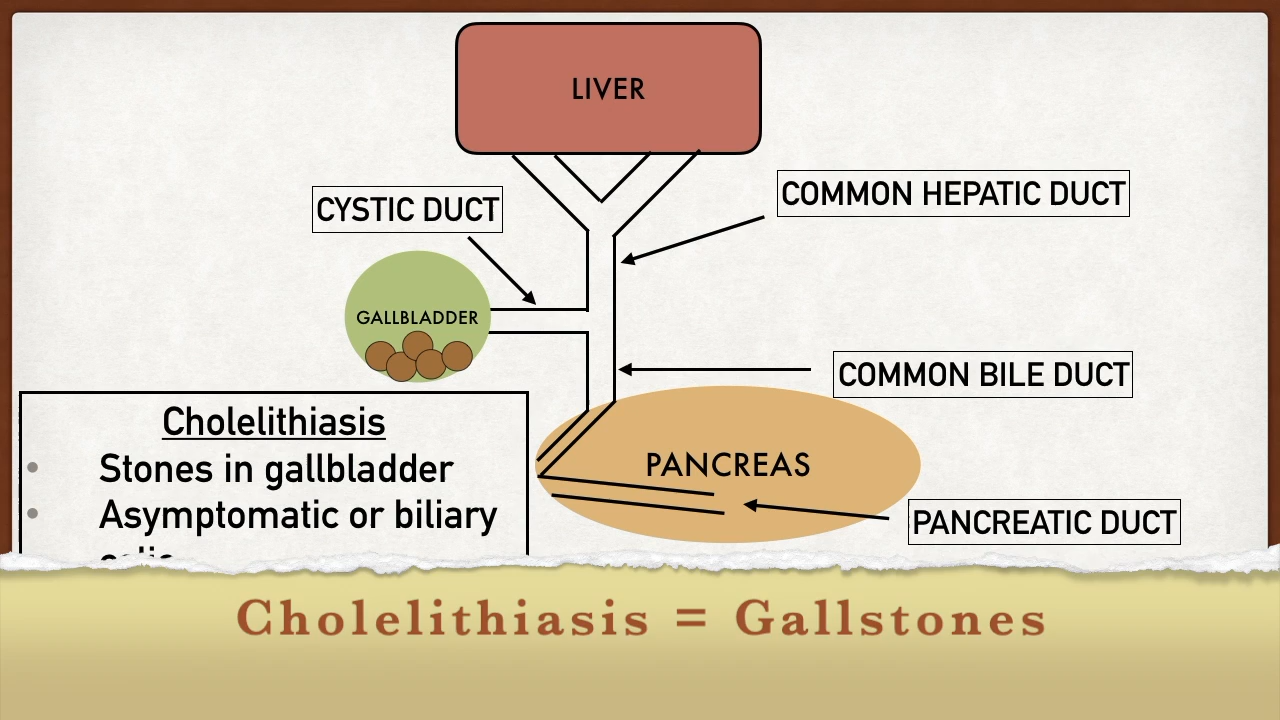 LIVER
COMMON HEPATIC DUCT
CYSTIC DUCT
GALLBLADDER
COMMON BILE DUCT
Cholelithiasis
• Stones in gallbladder
• Asymptomatic or biliary
PANCREAS
PANCREATIC DUCT
Cholelithiasis = Gallstones